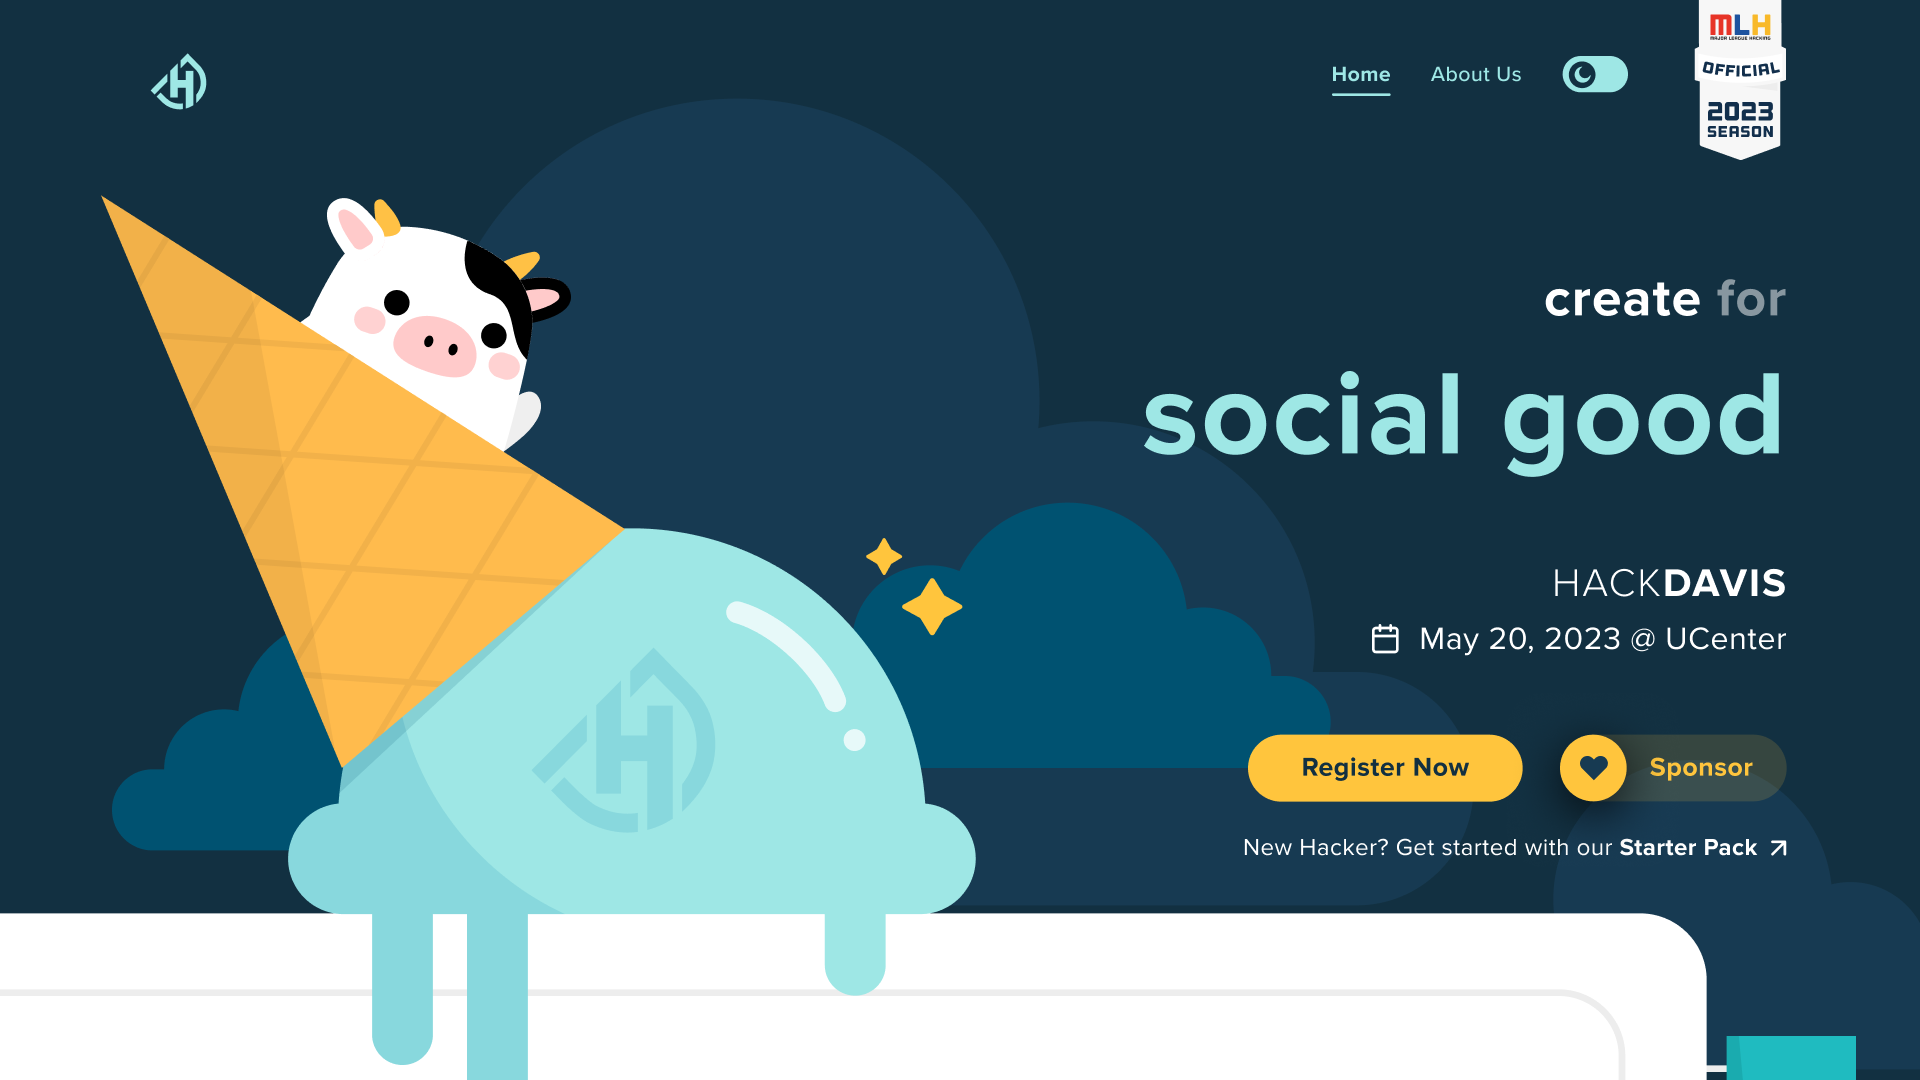 Home
About Us
MLH
MAJOR LEAGUE HACKING
OFFICIAL
2023
SEASON
create for
social good
HACKDAVIS
May 20, 2023 @ UCenter
Register Now
Sponsor
New Hacker? Get started with our Starter Pack
H
H